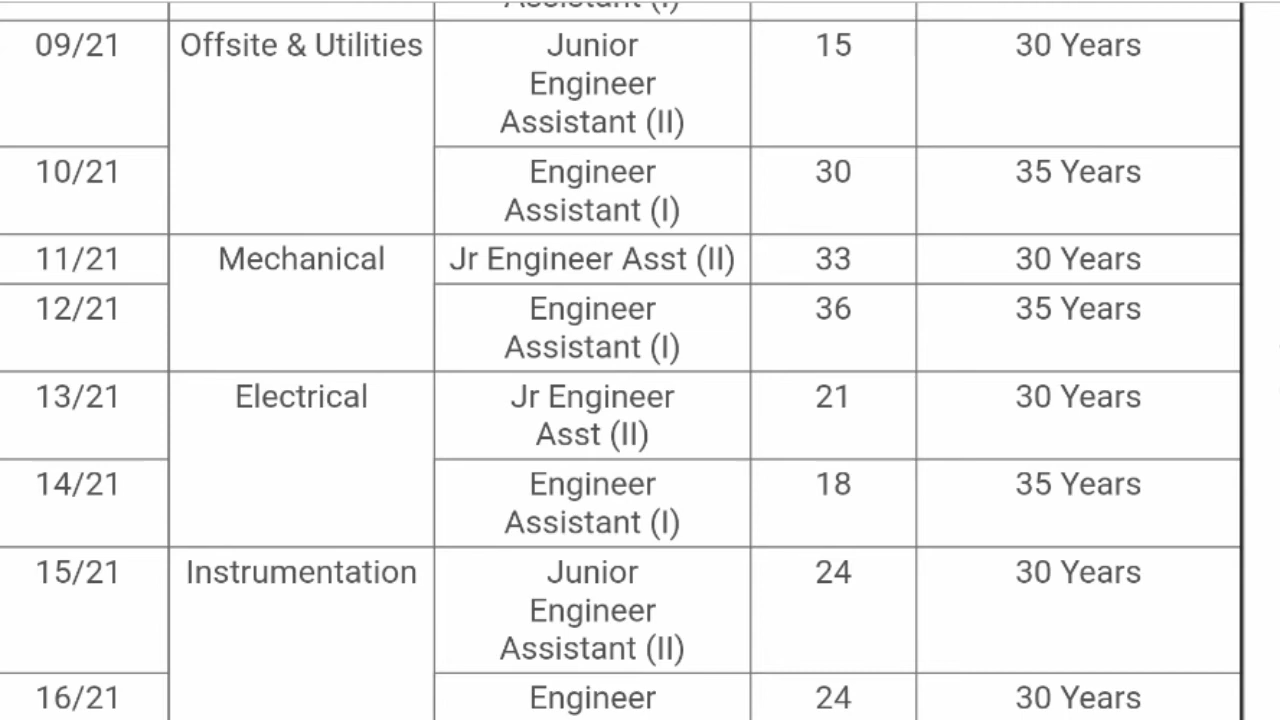 Assistant (I)
09/21 Offsite & Utilities Junior 15 30 Years
Engineer
Assistant (II)
10/21 Engineer 30 35 Years
Assistant (I)
11/21 Mechanical Jr Engineer Asst (II) 33 30 Years
12/21 Engineer 36 35 Years
Assistant (I)
13/21 Electrical Jr Engineer 21 30 Years
Asst (II)
14/21 Engineer 18 35 Years
Assistant (I)
15/21 Instrumentation Junior 24 30 Years
Engineer
Assistant (II)
16/21 Engineer 24 30 Years